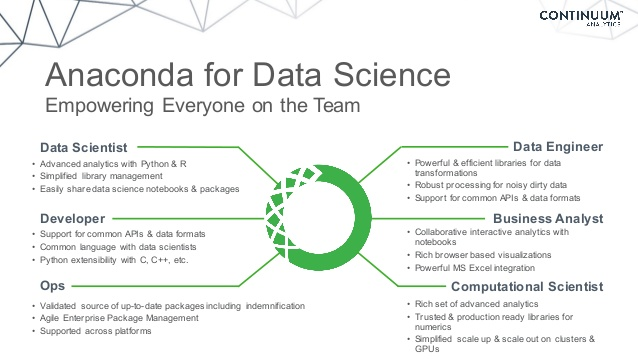 CONTINUUM™
ANALYTICS
Anaconda for Data Science
Empowering Everyone on the Team
Data Scientist
• Advanced analytics with Python & R
• Simplified library management
• Easily share data science notebooks & packages
Developer
• Support for common APIs & data formats
• Common language with data scientists
• Python extensibility with C, C++, etc.
Ops
• Validated source of up-to-date packages including indemnification
• Agile Enterprise Package Management
• Supported across platforms
Data Engineer
• Powerful & efficient libraries for data
transformations
• Robust processing for noisy dirty data
• Support for common APIs & data formats
Business Analyst
• Collaborative interactive analytics with
notebooks
• Rich browser based visualizations
• Powerful MS Excel integration
Computational Scientist
• Rich set of advanced analytics
• Trusted & production ready libraries for
numerics
• Simplified scale up & scale out on clusters &
GPUs